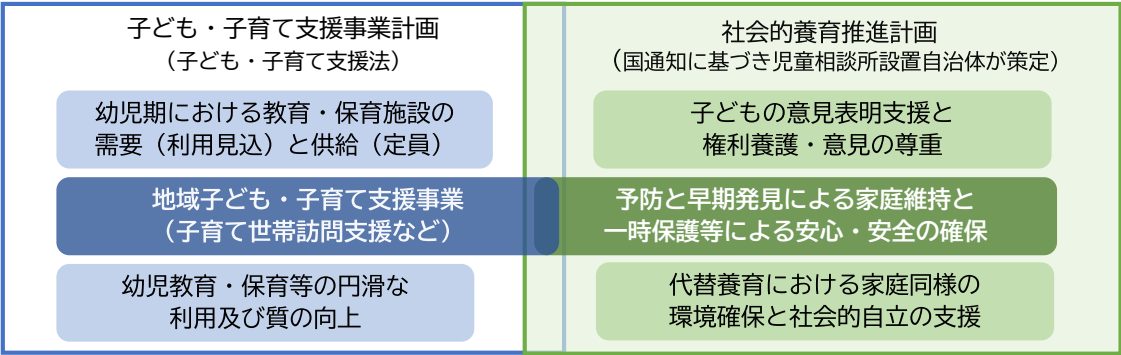 子ども・子育て支援事業計画
（子ども・子育て支援法）
幼児期における教育・保育施設の
需要（利用見込）と供給（定員）
地域子ども・子育て支援事業
（子育て世帯訪問支援など）
幼児教育・保育等の円滑な
利用及び質の向上
社会的養育推進計画
（国通知に基づき児童相談所設置自治体が策定）
子どもの意見表明支援と
権利養護・意見の尊重
予防と早期発見による家庭維持と
一時保護等による安心・安全の確保
代替養育における家庭同様の
環境確保と社会的自立の支援